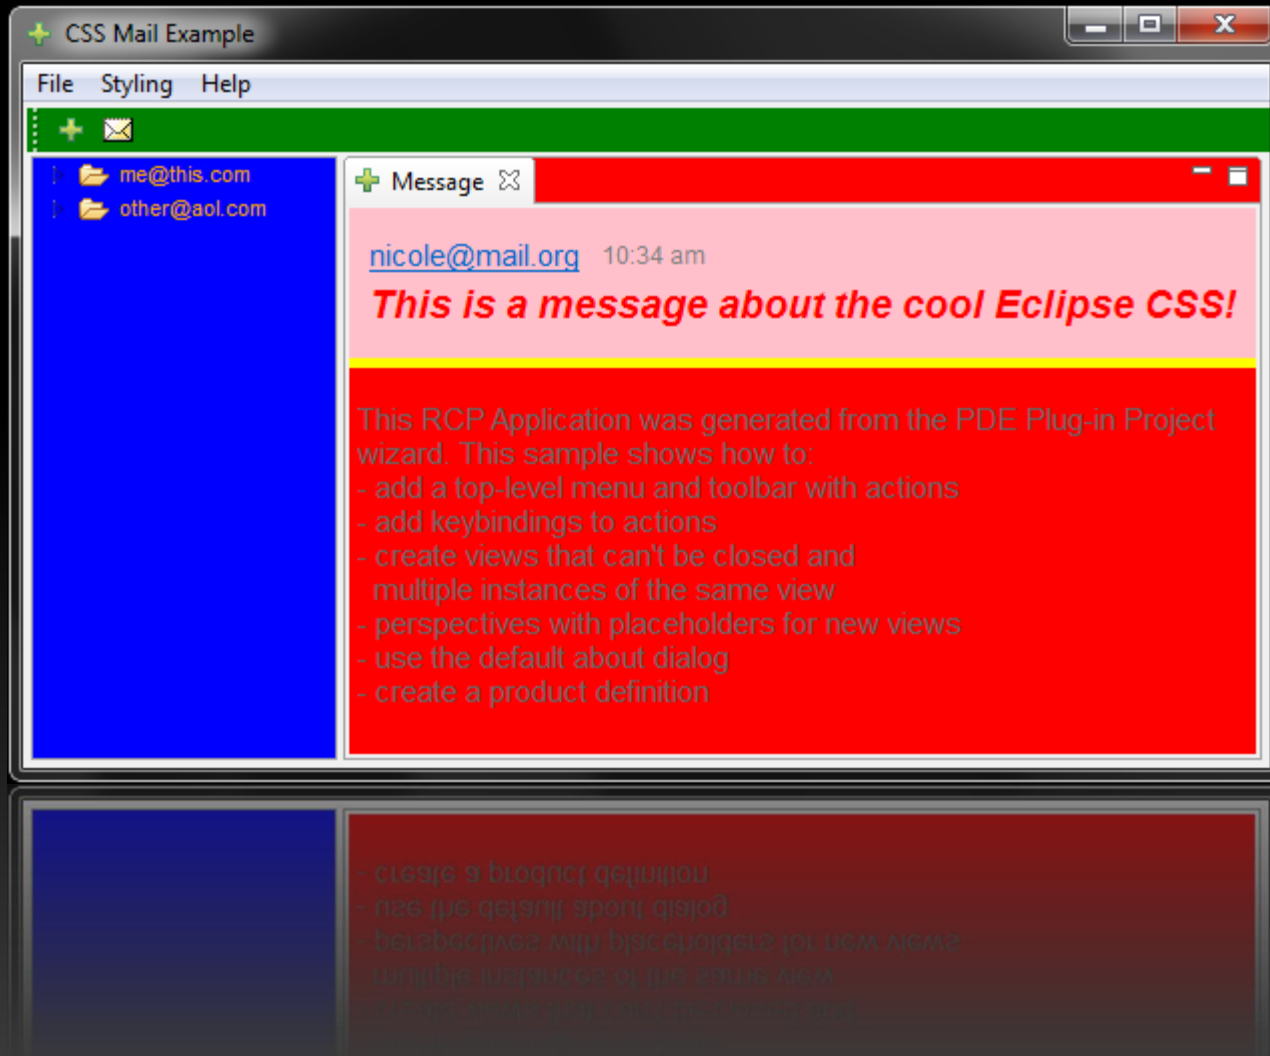 CSS Mail Example
File Styling Help
me@this.com
other@aol.com
Message
nicole@mail.org 10:34 am
This is a message about the cool Eclipse CSS!
This RCP Application was generated from the PDE Plug-in Project
wizard. This sample shows how to:
- add a top-level menu and toolbar with actions
- add keybindings to actions
- create views that can't be closed and
multiple instances of the same view
- perspectives with placeholders for new views
- use the default about dialog
- create a product definition